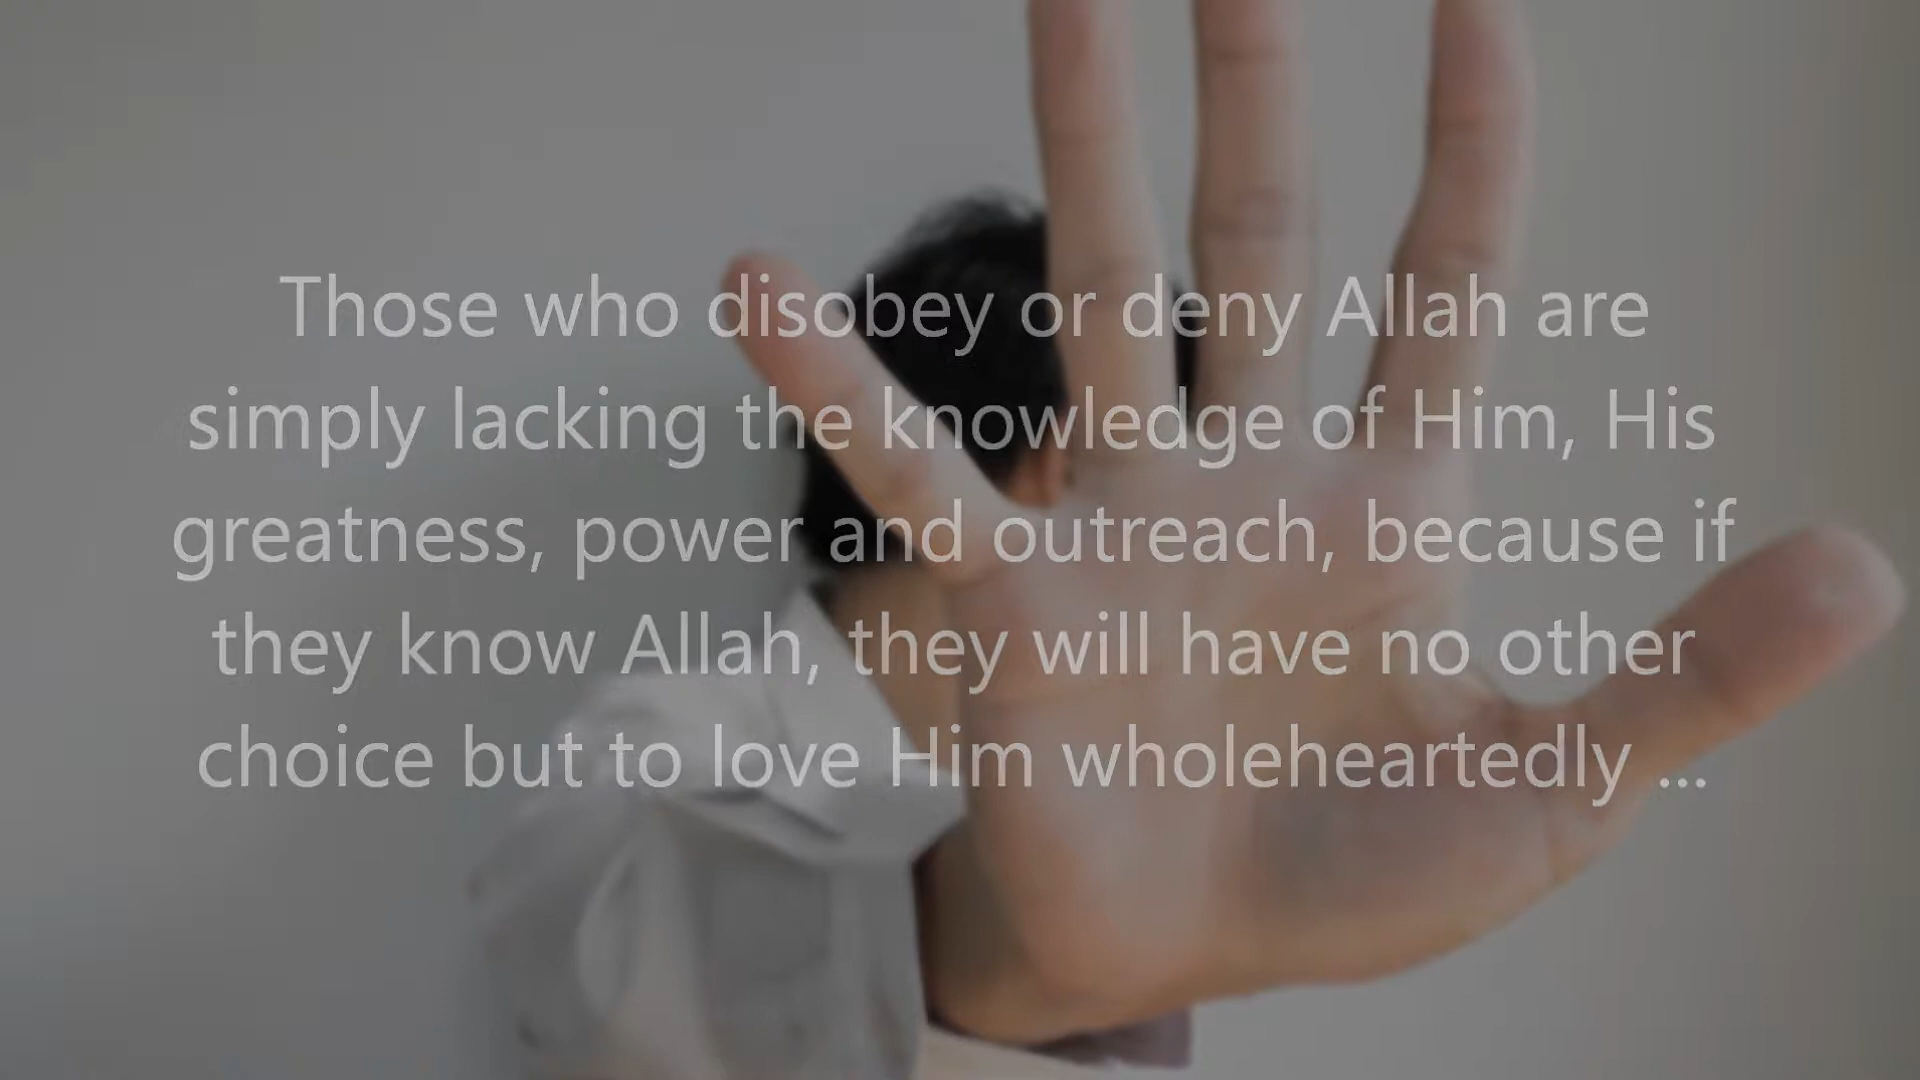 Those who disobey or deny Allah are
simply lacking the knowledge of Him, His
greatness, power and outreach, because if
they know Allah, they will have no other
choice but to love Him wholeheartedly ...